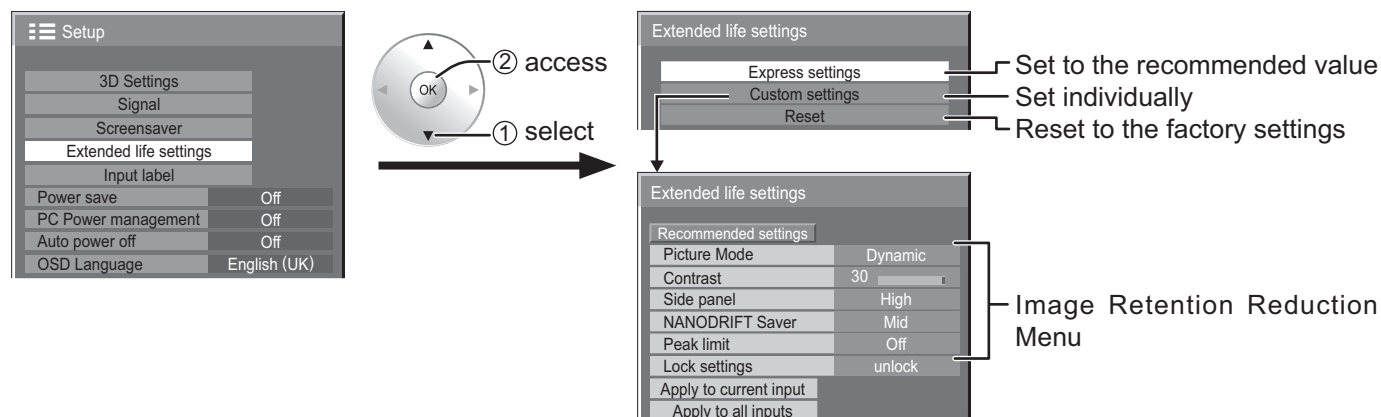 Setup
3D Settings
Signal
Screensaver
Extended life settings
Input label
Power save Off
PC Power management Off
Auto power off Off
OSD Language English (UK)
② access
OK
① select
Extended life settings
Express settings
Custom settings
Reset
Set to the recommended value
Set individually
Reset to the factory settings
Extended life settings
Recommended settings
Picture Mode Dynamic
Contrast 30
Side panel High
NANODRIFT Saver Mid
Peak limit Off
Lock settings unlock
Apply to current input
Apply to all inputs
Image Retention Reduction
Menu